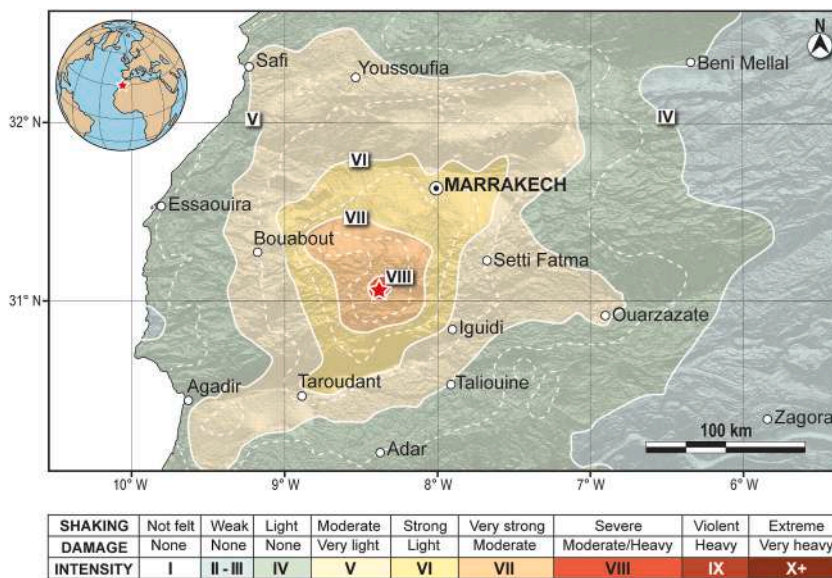 Safi
Youssoufia
Beni Mellal
N
32° N
V
IV
VI
MARRAKECH
Essaouira
VII
Bouabout
Setti Fatma
VIII
31° N
Ouarzazate
Iguidi
Agadir
Taroudant
Taliouine
Zagora
100 km
Adar
10° W
9° W
8° W
7° W
6° W
SHAKING Not felt Weak Light Moderate Strong Very strong Severe Violent Extreme
DAMAGE None None None Very light Light Moderate Moderate/Heavy Heavy Very heavy
INTENSITY I II - III IV V VI VII VIII IX X+